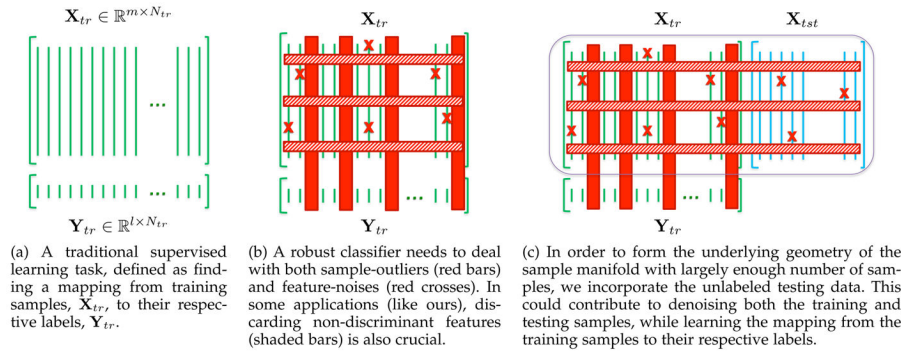 X_tr ∈ ℝ^{m×N_tr}
...
...
Y_tr ∈ ℝ^{l×N_tr}
(a) A traditional supervised
learning task, defined as find-
ing a mapping from training
samples, X_tr, to their respec-
tive labels, Y_tr.
X_tr
...
Y_tr
(b) A robust classifier needs to deal
with both sample-outliers (red bars)
and feature-noises (red crosses). In
some applications (like ours), dis-
carding non-discriminant features
(shaded bars) is also crucial.
X_tr X_tst
...
Y_tr
(c) In order to form the underlying geometry of the
sample manifold with largely enough number of sam-
ples, we incorporate the unlabeled testing data. This
could contribute to denoising both the training and
testing samples, while learning the mapping from the
training samples to their respective labels.